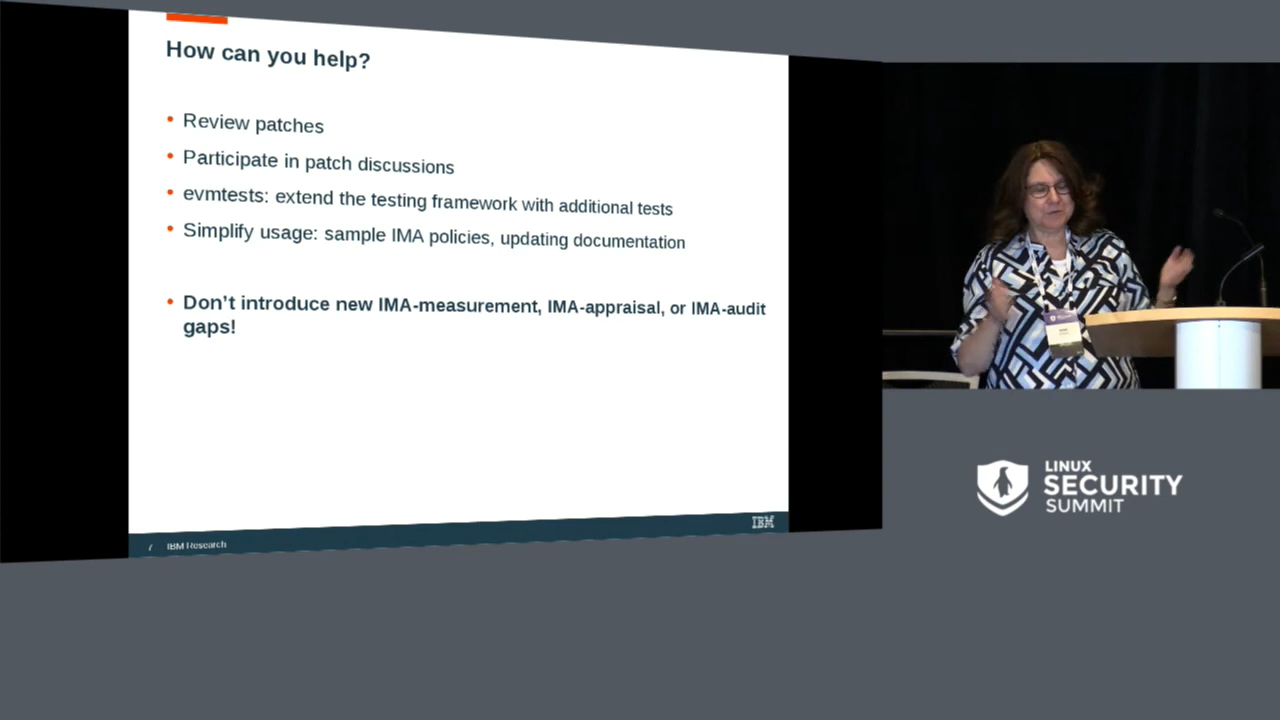 How can you help?
• Review patches
• Participate in patch discussions
• evmtests: extend the testing framework with additional tests
• Simplify usage: sample IMA policies, updating documentation
• Don't introduce new IMA-measurement, IMA-appraisal, or IMA-audit
gaps!
7 IBM Research
IBM
LINUX
SECURITY
SUMMIT